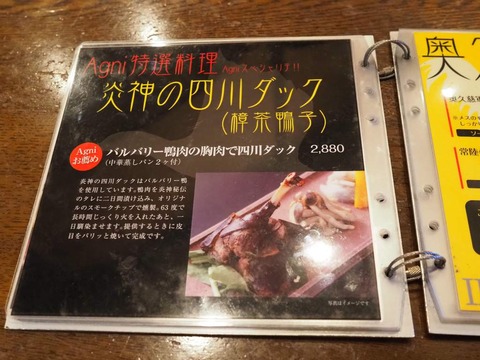 Agni特選料理 Agniスペシャリテ!!
炎神の四川ダック
(樟茶鴨子)
Agni
お薦め
バルバリー鴨肉の胸肉で四川ダック 2,880
(中華蒸しパン2ヶ付)
炎神の四川ダックはバルバリー鴨
を使用しています。鴨肉を炎神秘伝
のタレに二日間漬け込み、オリジナ
ルのスモークチップで燻製。63度で
長時間じっくり火を入れたあと、一
日馴染ませます。提供するときに皮
目をパリッと焼いて完成です。
写真はイメージです
奥